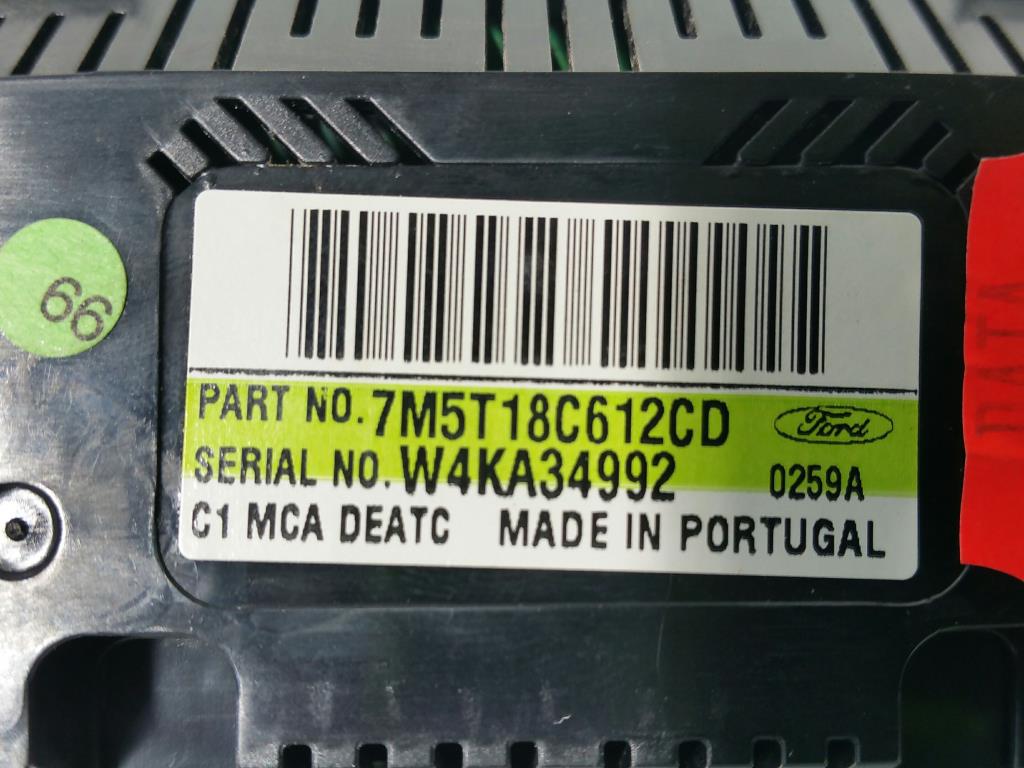 66
PART NO. 7M5T18C612CD
Ford
SERIAL NO. W4KA34992
0259A
C1 MCA DEATC MADE IN PORTUGAL